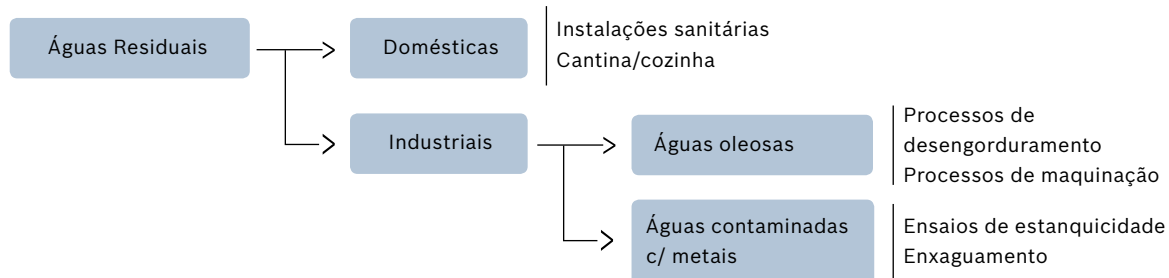 Águas Residuais
Domésticas
Instalações sanitárias
Cantina/cozinha
Industriais
Águas oleosas
Processos de
desengorduramento
Processos de maquinação
Águas contaminadas
c/ metais
Ensaios de estanquicidade
Enxaguamento